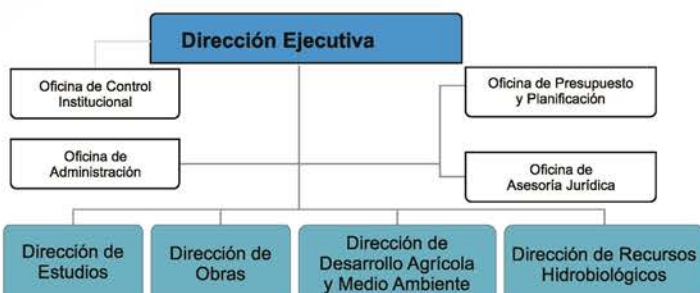 Dirección Ejecutiva
Oficina de Control
Institucional
Oficina de Presupuesto
y Planificación
Oficina de
Administración
Oficina de
Asesoría Jurídica
Dirección de
Estudios
Dirección de
Obras
Dirección de
Desarrollo Agrícola
y Medio Ambiente
Dirección de Recursos
Hidrobiológicos